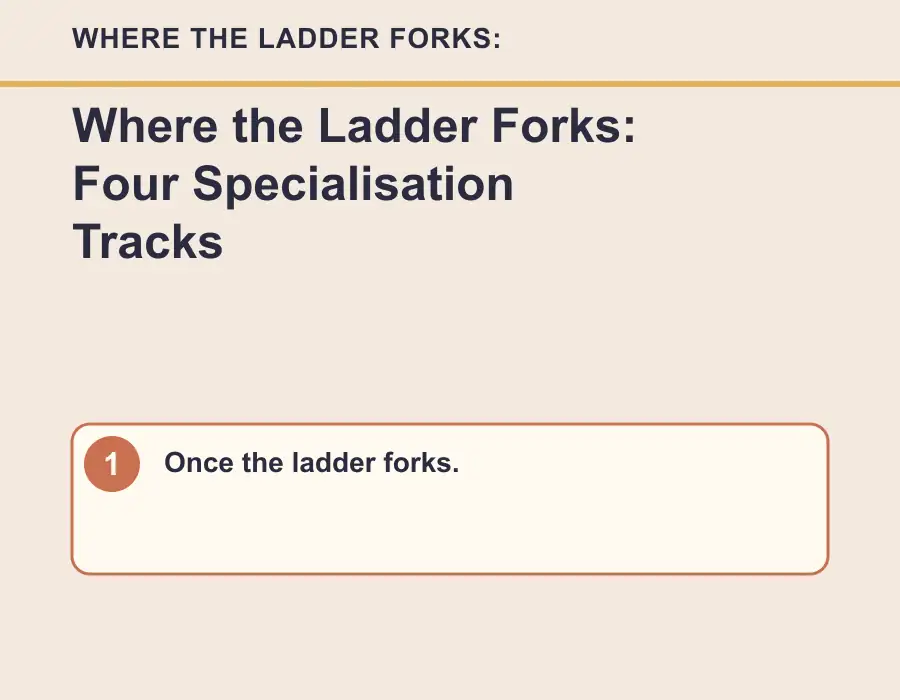 WHERE THE LADDER FORKS:
Where the Ladder Forks:
Four Specialisation
Tracks
1
Once the ladder forks.